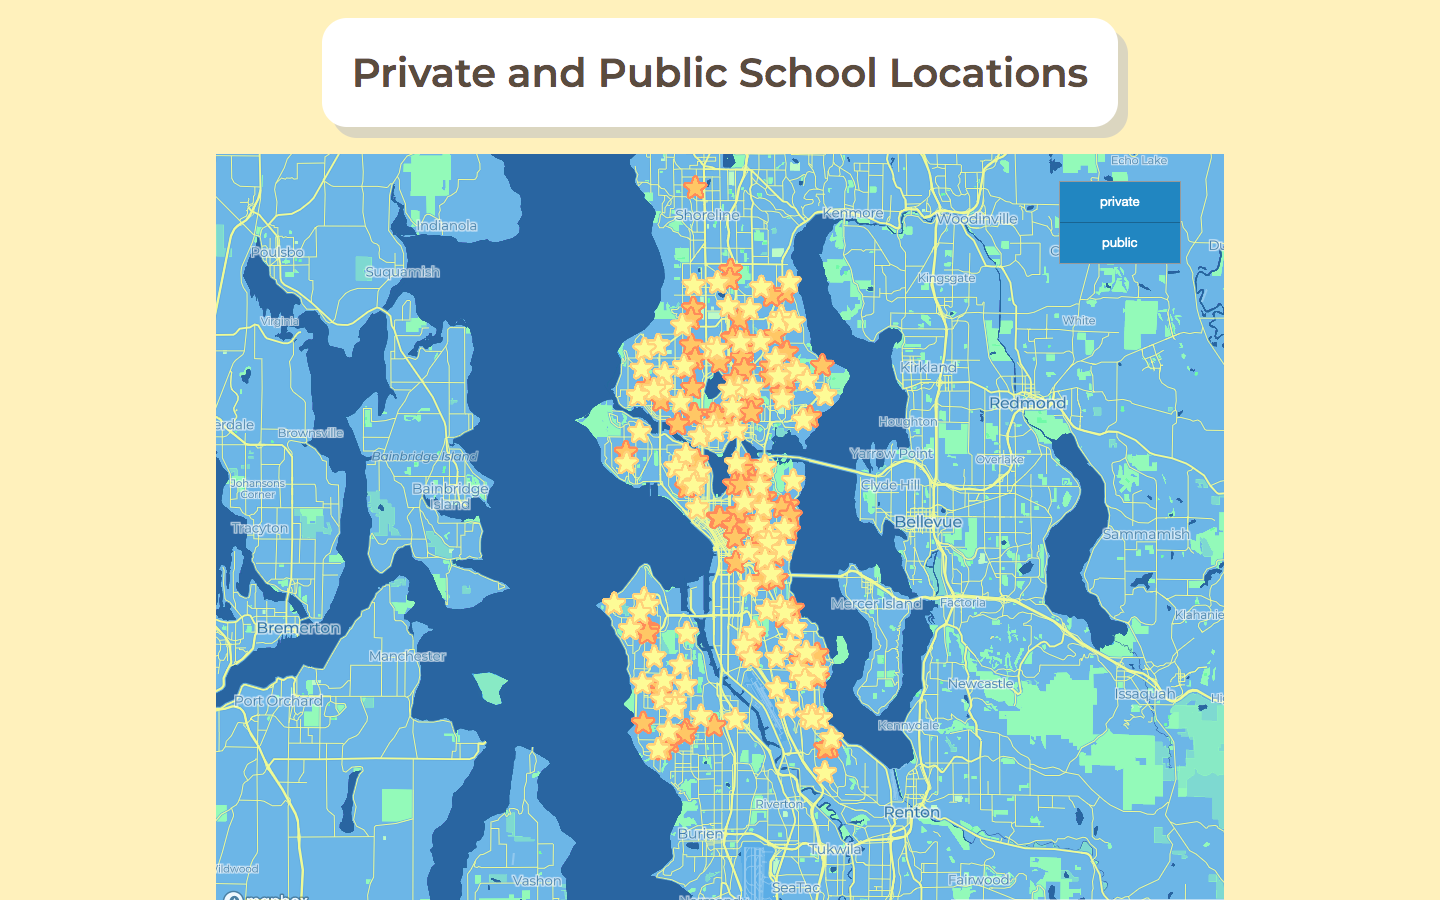 Private and Public School Locations
Echo Lake
private
Shoreline
Kenmore
Woodinville
Indianola
public
Poulsbo
Suquamish
Kingsgate
Virginia
White
Kirkland
Redmond
Houghton
erdale
Brownsville
Bainbridge Island
Yarrow Point
Overlake
Johansons
Corner
Clyde Hill
Bainbridge
Island
Tracyton
Bellevue
Sammamish
Mercer Island
Factoria
Klahanie
Bremerton
Manchester
Newcastle
Issaquah
Port Orchard
Kennydale
Riverton
Renton
Burien
Tukwila
Vashon
SeaTac
Fairwood
mapbox